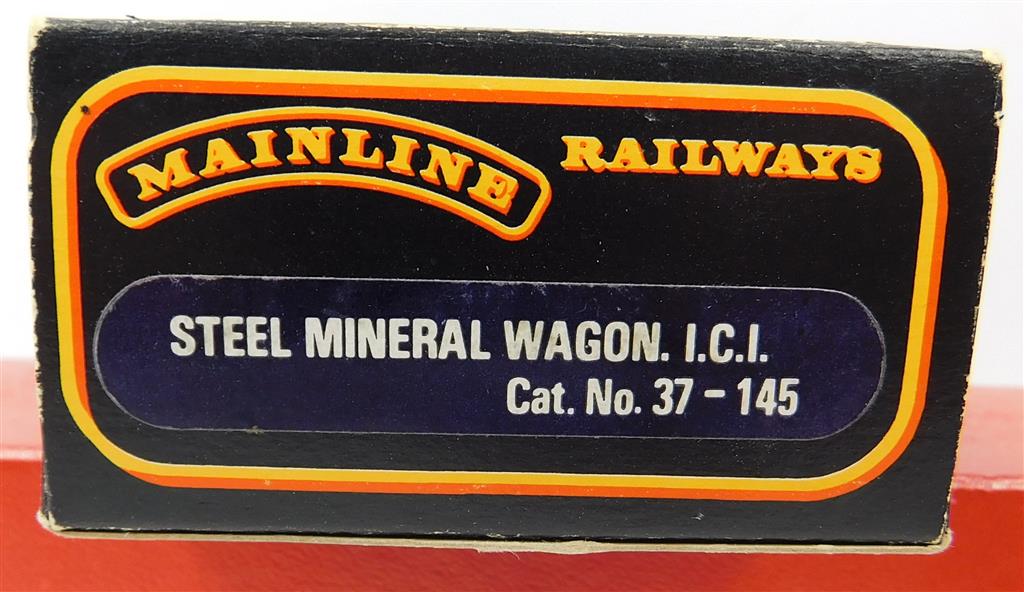 MAINLINE RAILWAYS
STEEL MINERAL WAGON. I.C.I.
Cat. No. 37-145